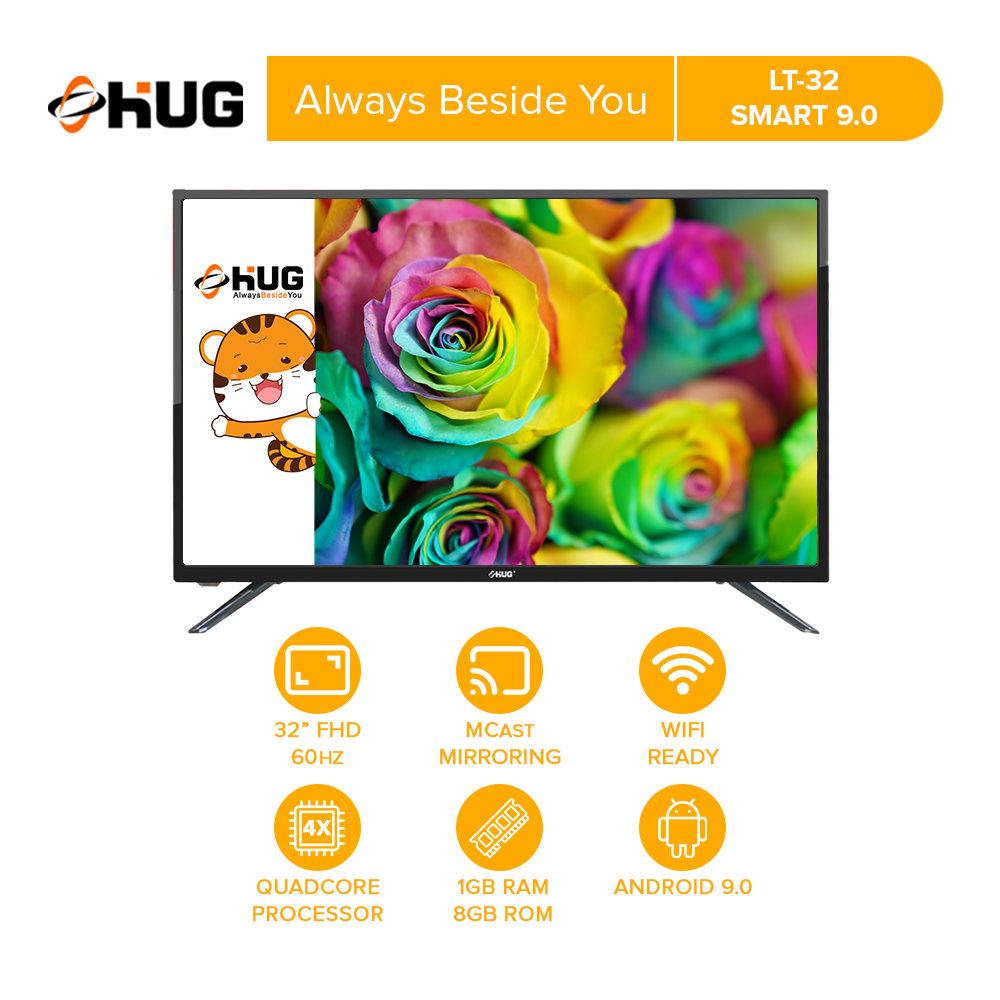 HUG
Always Beside You
LT-32
SMART 9.0
HUG
AlwaysBesideYou
HUG
32” FHD
60HZ
MCAST
MIRRORING
WIFI
READY
4X
QUADCORE
PROCESSOR
1GB RAM
8GB ROM
ANDROID 9.0